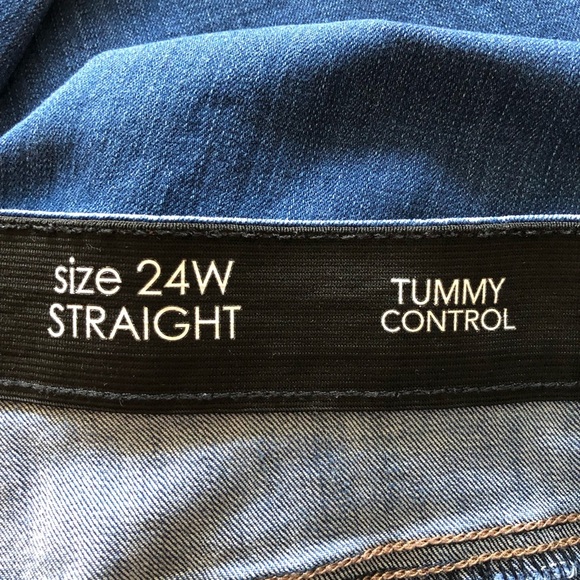 size 24W
STRAIGHT
TUMMY
CONTROL